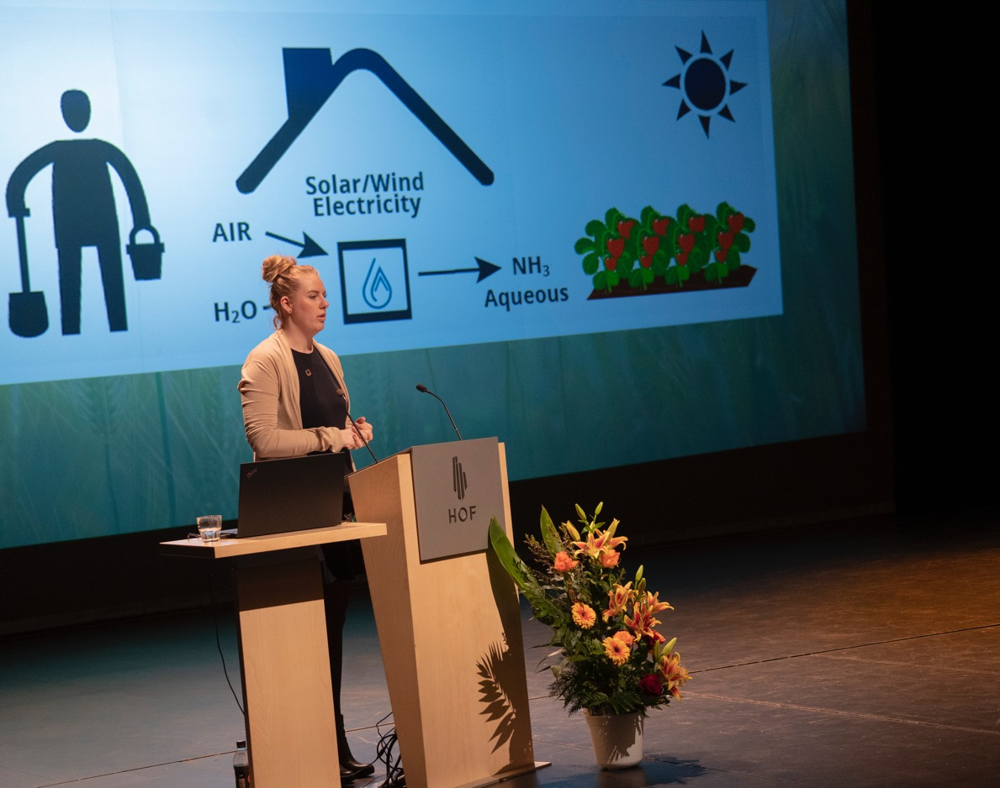 Solar/Wind
Electricity
AIR
H₂O
NH₃
Aqueous
HOF